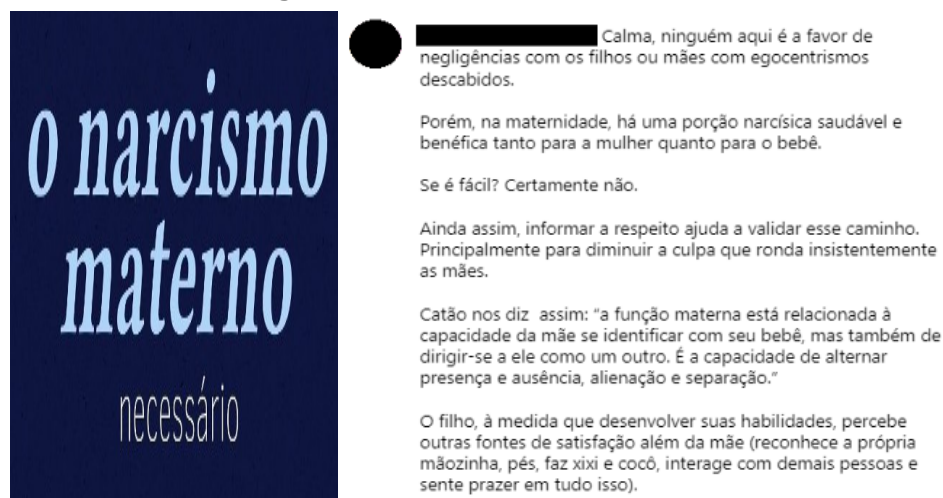 o narcismo
materno
necessário
Calma, ninguém aqui é a favor de
negligências com os filhos ou mães com egocentrismos
descabidos.
Porém, na maternidade, há uma porção narcísica saudável e
benéfica tanto para a mulher quanto para o bebê.
Se é fácil? Certamente não.
Ainda assim, informar a respeito ajuda a validar esse caminho.
Principalmente para diminuir a culpa que ronda insistentemente
as mães.
Catão nos diz  assim: “a função materna está relacionada à
capacidade da mãe se identificar com seu bebê, mas também de
dirigir-se a ele como um outro. É a capacidade de alternar
presença e ausência, alienação e separação.”
O filho, à medida que desenvolver suas habilidades, percebe
outras fontes de satisfação além da mãe (reconhece a própria
mãozinha, pés, faz xixi e cocô, interage com demais pessoas e
sente prazer em tudo isso).